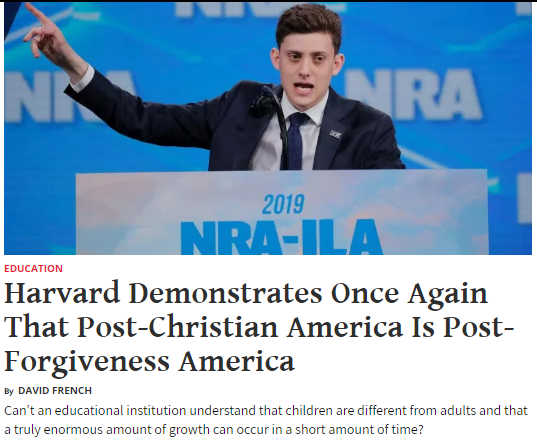 NRA-ILA
NRA
NRA
2019
NRA-ILA
EDUCATION
Harvard Demonstrates Once Again
That Post-Christian America Is Post-
Forgiveness America
By DAVID FRENCH
Can't an educational institution understand that children are different from adults and that
a truly enormous amount of growth can occur in a short amount of time?